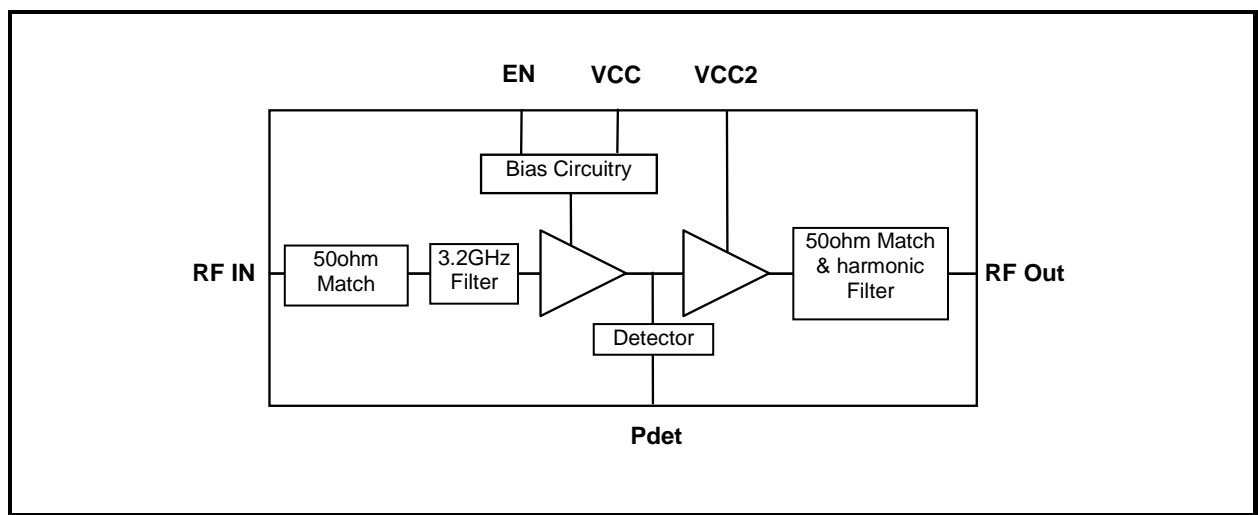 EN VCC VCC2
Bias Circuitry
RF IN
50ohm
Match
3.2GHz
Filter
50ohm Match
& harmonic
Filter
RF Out
Detector
Pdet